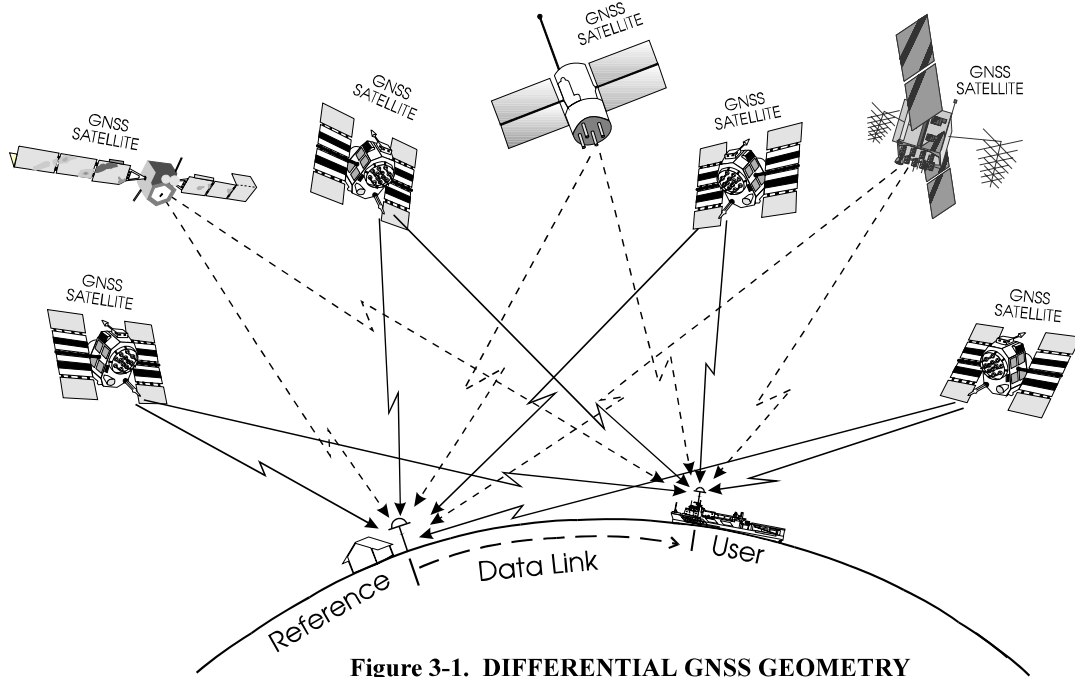 GNSS
SATELLITE
GNSS
SATELLITE
GNSS
SATELLITE
GNSS
SATELLITE
GNSS
SATELLITE
GNSS
SATELLITE
GNSS
SATELLITE
Reference
Data Link
User
Figure 3-1. DIFFERENTIAL GNSS GEOMETRY